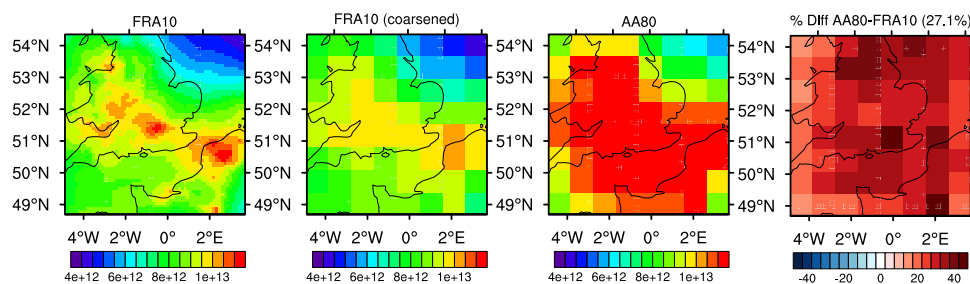 FRA10
FRA10 (coarsened)
AA80
% DIff AA80-FRA10 (27.1%)
54°N
53°N
52°N
51°N
50°N
49°N
54°N
53°N
52°N
51°N
50°N
49°N
54°N
53°N
52°N
51°N
50°N
49°N
54°N
53°N
52°N
51°N
50°N
49°N
4°W 2°W 0° 2°E
4°W 2°W 0° 2°E
4°W 2°W 0° 2°E
4°W 2°W 0° 2°E
4e+12 6e+12 8e+12 1e+13
4e+12 6e+12 8e+12 1e+13
4e+12 6e+12 8e+12 1e+13
-40 -20 0 20 40